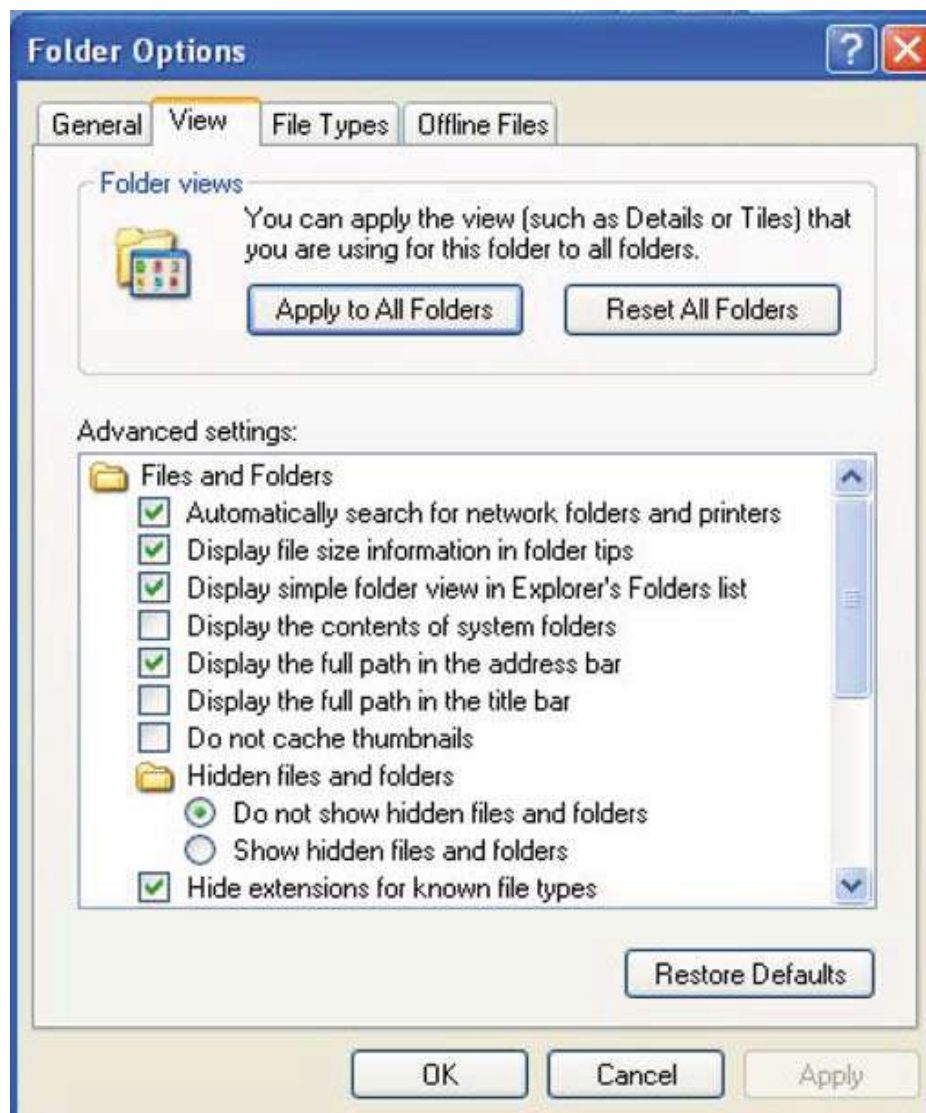 Folder Options
General View File Types Offline Files
Folder views
You can apply the view (such as Details or Tiles) that
you are using for this folder to all folders.
Apply to All Folders Reset All Folders
Advanced settings:
Files and Folders
Automatically search for network folders and printers
Display file size information in folder tips
Display simple folder view in Explorer's Folders list
Display the contents of system folders
Display the full path in the address bar
Display the full path in the title bar
Do not cache thumbnails
Hidden files and folders
Do not show hidden files and folders
Show hidden files and folders
Hide extensions for known file types
Restore Defaults
OK Cancel Apply